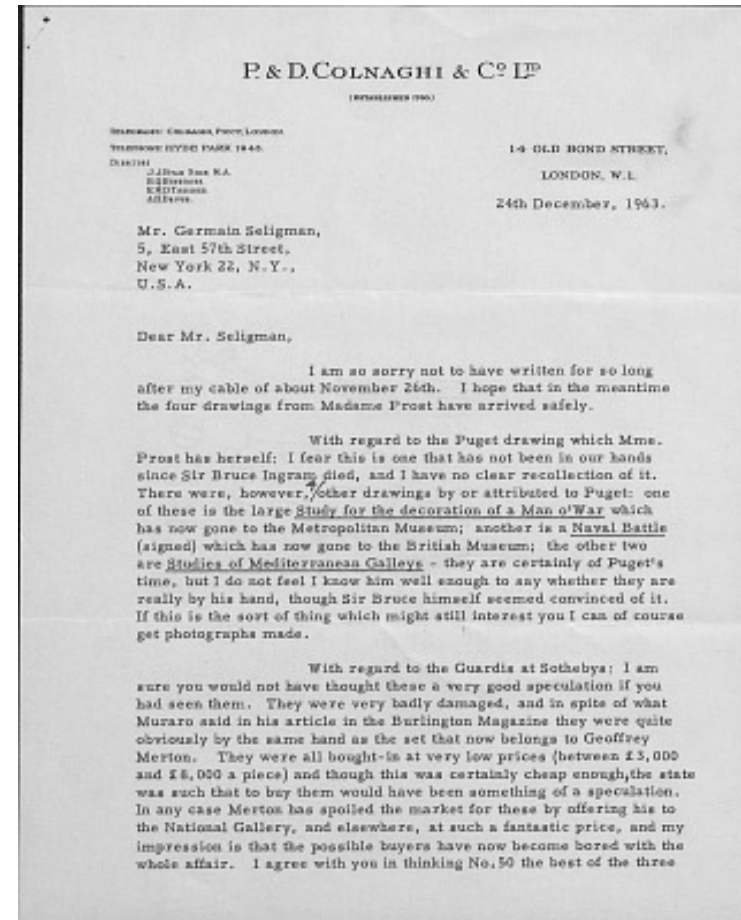 P. & D. COLNAGHI & Cº LTD
(ESTABLISHED 1760.)
TELEPHONE HYDE PARK 1943.
14 OLD BOND STREET,
LONDON, W.1.
24th December, 1963.
Mr. Germain Seligman,
5, East 57th Street,
New York 22, N.Y.,
U.S.A.
Dear Mr. Seligman,
I am so sorry not to have written for so long
after my cable of about November 26th. I hope that in the meantime
the four drawings from Madame Prost have arrived safely.
With regard to the Puget drawing which Mme.
Prost has herself: I fear this is one that has not been in our hands
since Sir Bruce Ingram died, and I have no clear recollection of it.
There were, however, 4/other drawings by or attributed to Puget: one
of these is the large Study for the decoration of a Man o'War which
has now gone to the Metropolitan Museum; another is a Naval Battle
(signed) which has now gone to the British Museum; the other two
are Studies of Mediterranean Galleys - they are certainly of Puget's
time, but I do not feel I know him well enough to say whether they are
really by his hand, though Sir Bruce himself seemed convinced of it.
If this is the sort of thing which might still interest you I can of course
get photographs made.
With regard to the Guardis at Sothebys: I am
sure you would not have thought these a very good speculation if you
had seen them. They were very badly damaged, and in spite of what
Muraro said in his article in the Burlington Magazine they were quite
obviously by the same hand as the set that now belongs to Geoffrey
Merton. They were all bought-in at very low prices (between £3,000
and £8,000 a piece) and though this was certainly cheap enough, the state
was such that to buy them would have been something of a speculation.
In any case Merton has spoiled the market for these by offering his to
the National Gallery, and elsewhere, at such a fantastic price, and my
impression is that the possible buyers have now become bored with the
whole affair. I agree with you in thinking No. 50 the best of the three